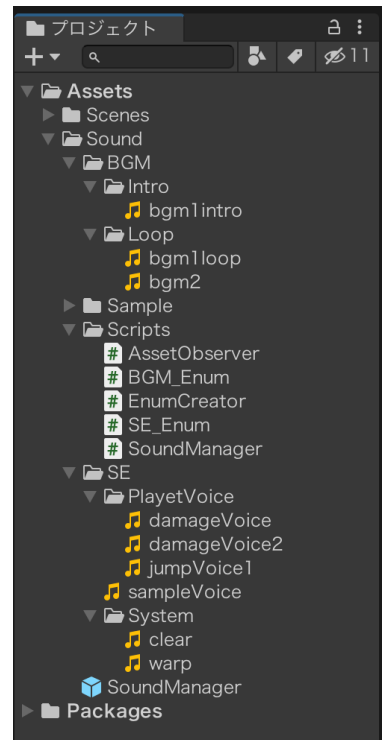 プロジェクト
11
Assets
Scenes
Sound
BGM
Intro
bgm1intro
Loop
bgm1loop
bgm2
Sample
Scripts
# AssetObserver
# BGM_Enum
# EnumCreator
# SE_Enum
# SoundManager
SE
PlayetVoice
damageVoice
damageVoice2
jumpVoice1
sampleVoice
System
clear
warp
SoundManager
Packages